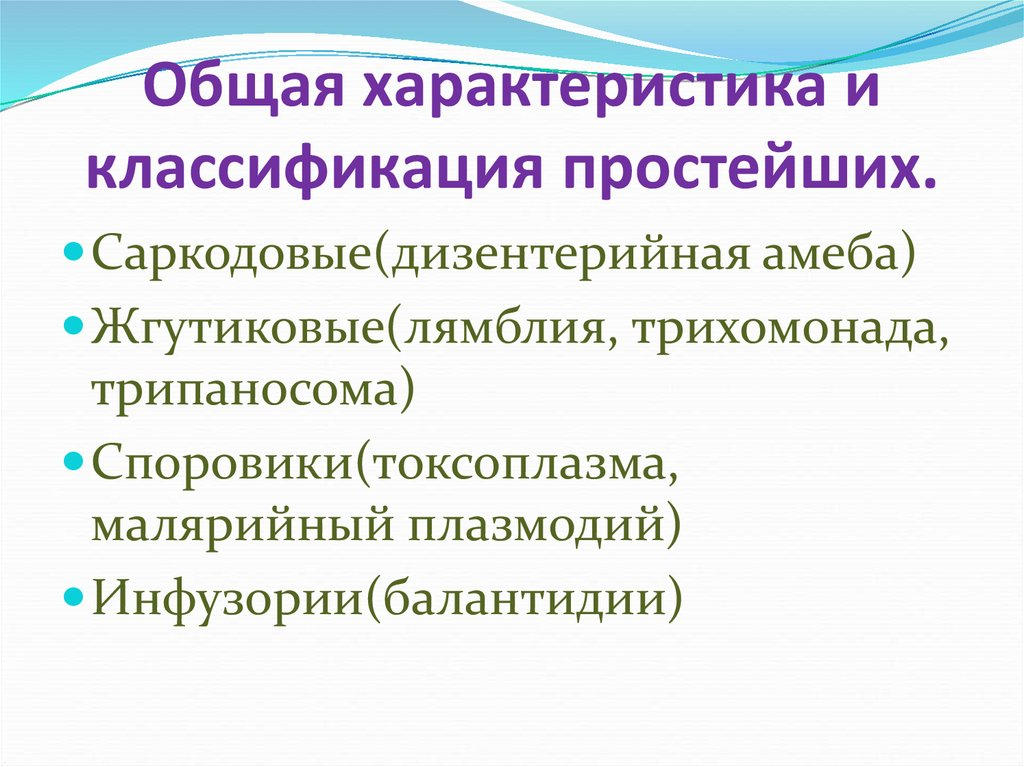 Общая характеристика и
классификация простейших.
Саркодовые(дизентерийная амеба)
Жгутиковые(лямблия, трихомонада,
трипаносома)
Споровики(токсоплазма,
малярийный плазмодий)
Инфузории(балантидии)